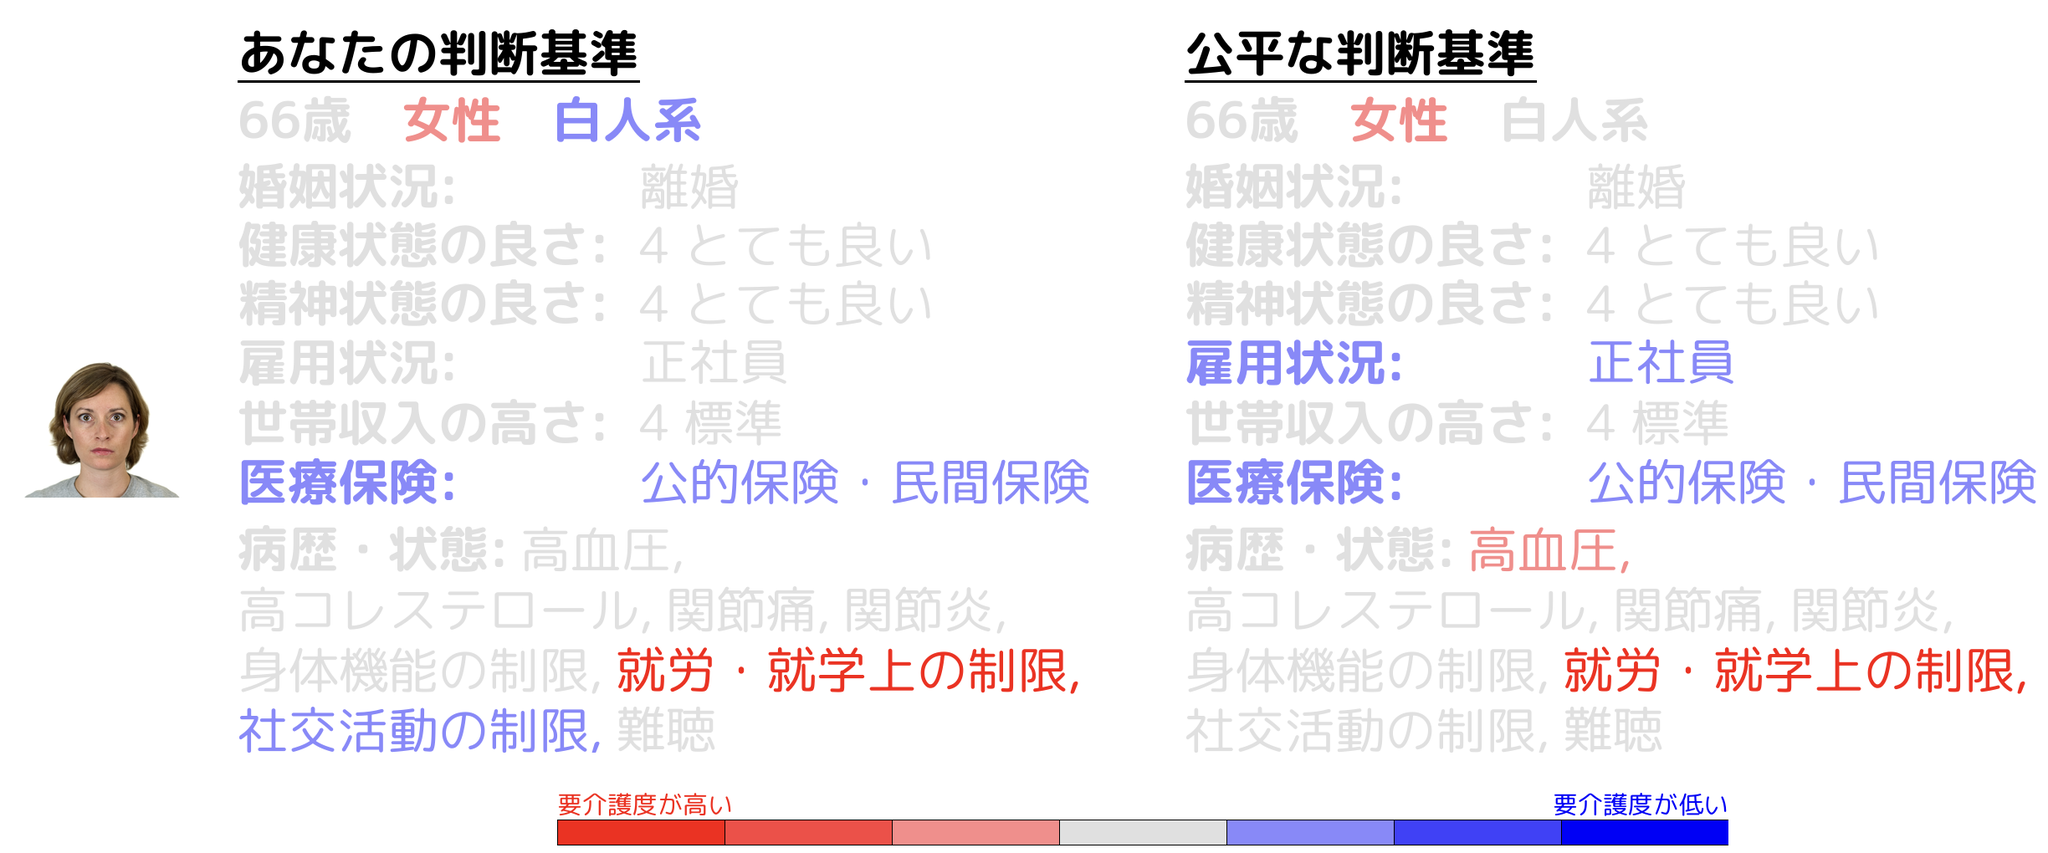 あなたの判断基準
66歳 女性 白人系
婚姻状況: 離婚
健康状態の良さ: 4 とても良い
精神状態の良さ: 4 とても良い
雇用状況: 正社員
世帯収入の高さ: 4 標準
医療保険: 公的保険・民間保険
病歴・状態: 高血圧,
高コレステロール, 関節痛, 関節炎,
身体機能の制限, 就労・就学上の制限,
社交活動の制限, 難聴
公平な判断基準
66歳 女性 白人系
婚姻状況: 離婚
健康状態の良さ: 4 とても良い
精神状態の良さ: 4 とても良い
雇用状況: 正社員
世帯収入の高さ: 4 標準
医療保険: 公的保険・民間保険
病歴・状態: 高血圧,
高コレステロール, 関節痛, 関節炎,
身体機能の制限, 就労・就学上の制限,
社交活動の制限, 難聴
要介護度が高い
要介護度が低い